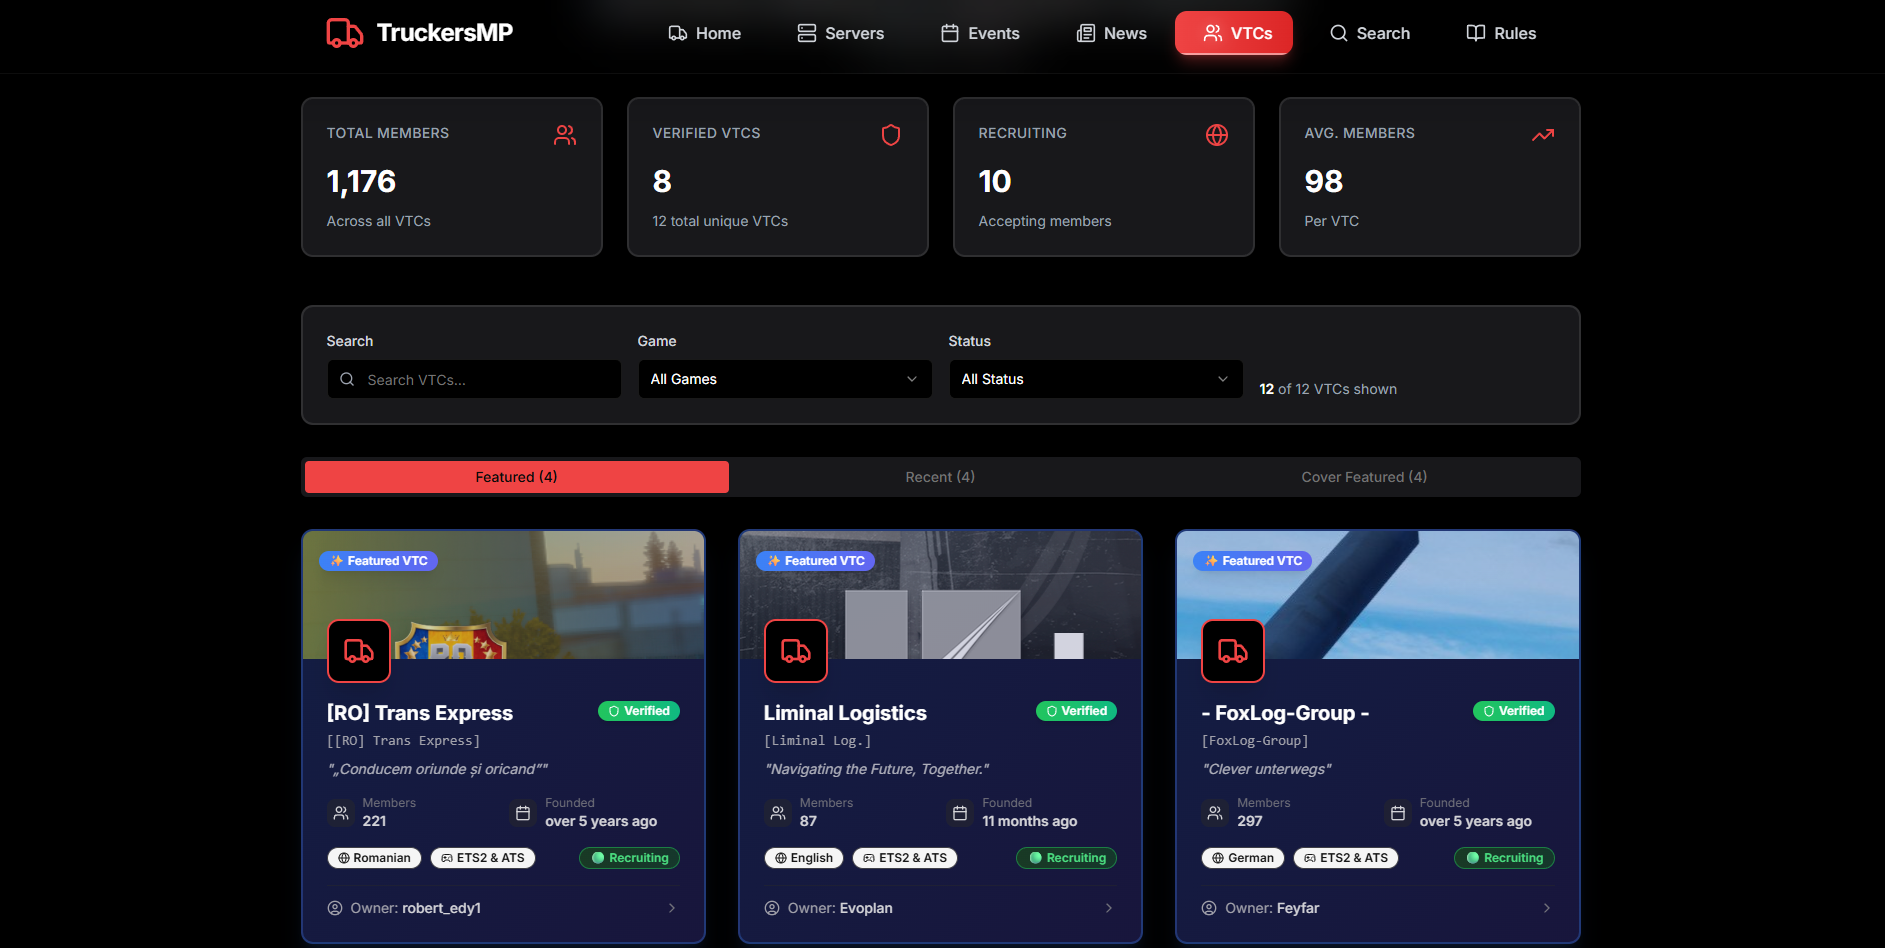 TruckersMP
Home
Servers
Events
News
VTCs
Search
Rules
TOTAL MEMBERS
1,176
Across all VTCs
VERIFIED VTCS
8
12 total unique VTCs
RECRUITING
10
Accepting members
AVG. MEMBERS
98
Per VTC
Search
Search VTCs...
Game
All Games
Status
All Status
12 of 12 VTCs shown
Featured (4)
Recent (4)
Cover Featured (4)
✨ Featured VTC
RO
[RO] Trans Express
Verified
[[RO] Trans Express]
"„Conducem oriunde și oricand”"
Members
221
Founded
over 5 years ago
Romanian
ETS2 & ATS
Recruiting
Owner: robert_edy1
✨ Featured VTC
Liminal Logistics
Verified
[Liminal Log.]
"Navigating the Future, Together."
Members
87
Founded
11 months ago
English
ETS2 & ATS
Recruiting
Owner: Evoplan
✨ Featured VTC
- FoxLog-Group -
Verified
[FoxLog-Group]
"Clever unterwegs"
Members
297
Founded
over 5 years ago
German
ETS2 & ATS
Recruiting
Owner: Feyfar